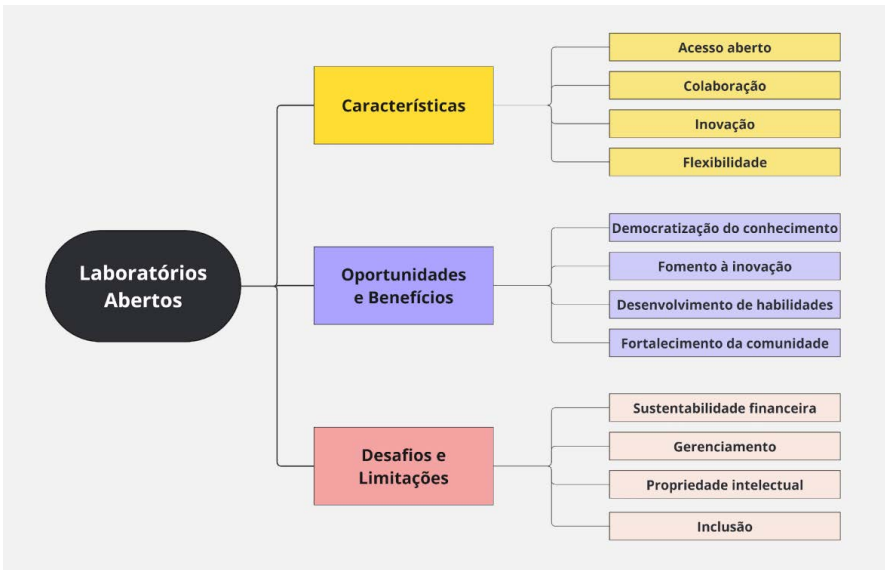 Laboratórios
Abertos
Características
Acesso aberto
Colaboração
Inovação
Flexibilidade
Oportunidades
e Benefícios
Democratização do conhecimento
Fomento à inovação
Desenvolvimento de habilidades
Fortalecimento da comunidade
Desafios e
Limitações
Sustentabilidade financeira
Gerenciamento
Propriedade intelectual
Inclusão